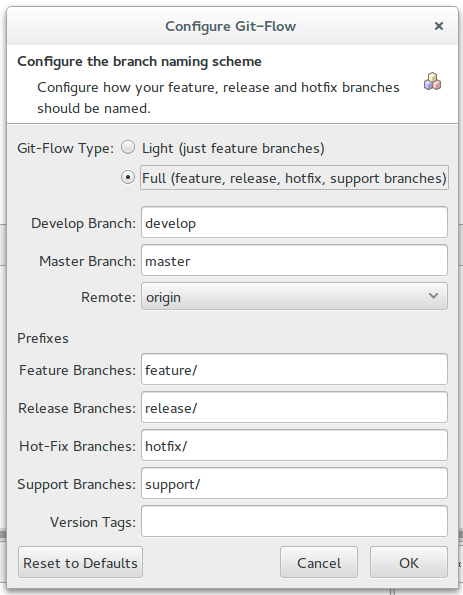 Configure Git-Flow
Configure the branch naming scheme
Configure how your feature, release and hotfix branches
should be named.
Git-Flow Type: Light (just feature branches)
Full (feature, release, hotfix, support branches)
Develop Branch: develop
Master Branch: master
Remote: origin
Prefixes
Feature Branches: feature/
Release Branches: release/
Hot-Fix Branches: hotfix/
Support Branches: support/
Version Tags:
Reset to Defaults Cancel OK